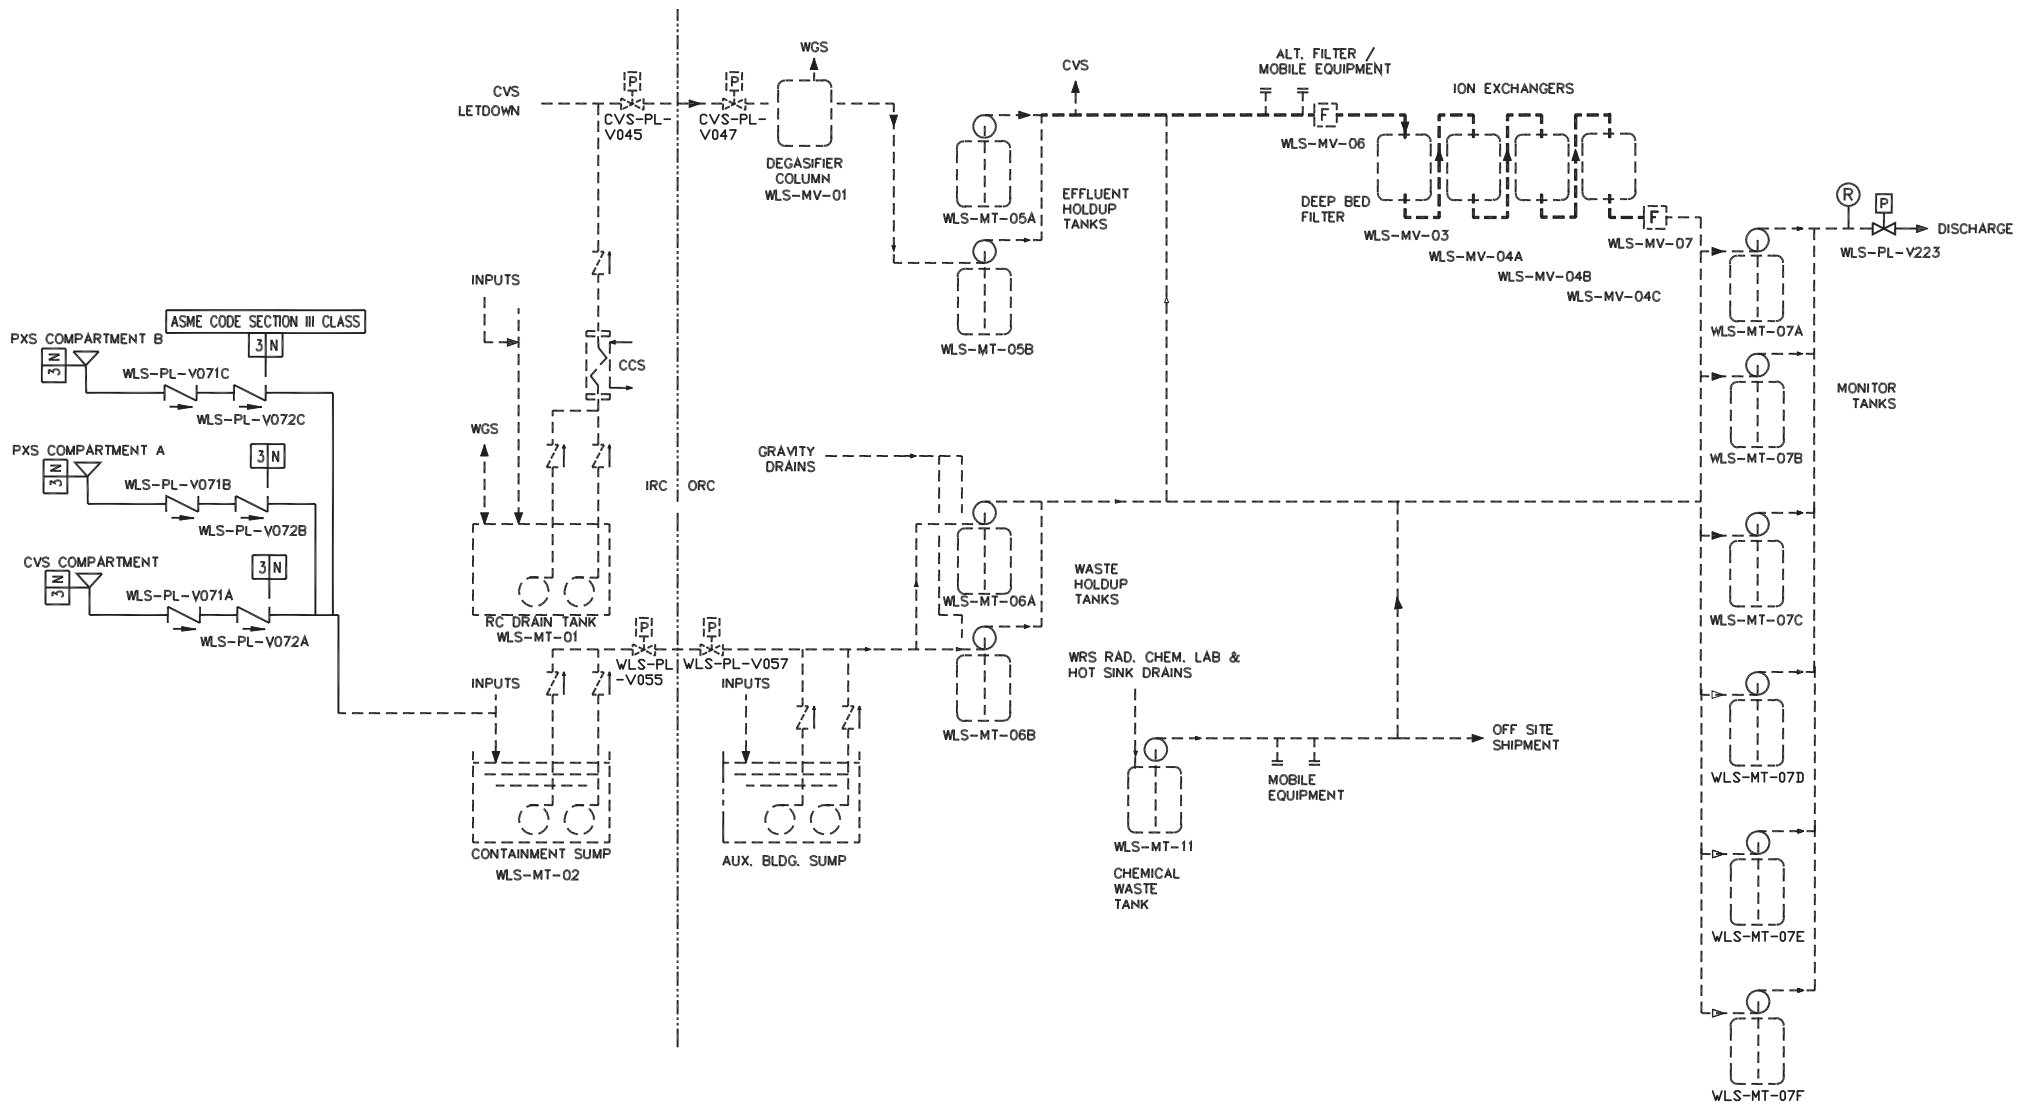 WGS
CVS
LETDOWN
P
P
CVS-PL-
V045
CVS-PL-
V047
DEGASIFIER
COLUMN
WLS-MV-01
CVS
ALT. FILTER /
MOBILE EQUIPMENT
ION EXCHANGERS
F
WLS-MV-06
DEEP BED
FILTER
WLS-MV-03
WLS-MV-04A
WLS-MV-04B
WLS-MV-04C
F
WLS-MV-07
R
P
DISCHARGE
WLS-PL-V223
WLS-MT-05A
EFFLUENT
HOLDUP
TANKS
WLS-MT-05B
WLS-MT-07A
WLS-MT-07B
MONITOR
TANKS
WLS-MT-07C
WLS-MT-07D
WLS-MT-07E
WLS-MT-07F
INPUTS
CCS
WGS
ASME CODE SECTION III CLASS
3 N
PXS COMPARTMENT B
3 N
WLS-PL-V071C
WLS-PL-V072C
PXS COMPARTMENT A
3 N
3 N
WLS-PL-V071B
WLS-PL-V072B
CVS COMPARTMENT
3 N
3 N
WLS-PL-V071A
WLS-PL-V072A
IRC
ORC
GRAVITY
DRAINS
RC DRAIN TANK
WLS-MT-01
P
P
WLS-PL
-V055
WLS-PL-V057
INPUTS
INPUTS
WLS-MT-06A
WASTE
HOLDUP
TANKS
WLS-MT-06B
WRS RAD. CHEM. LAB &
HOT SINK DRAINS
OFF SITE
SHIPMENT
MOBILE
EQUIPMENT
WLS-MT-11
CHEMICAL
WASTE
TANK
CONTAINMENT SUMP
WLS-MT-02
AUX. BLDG. SUMP